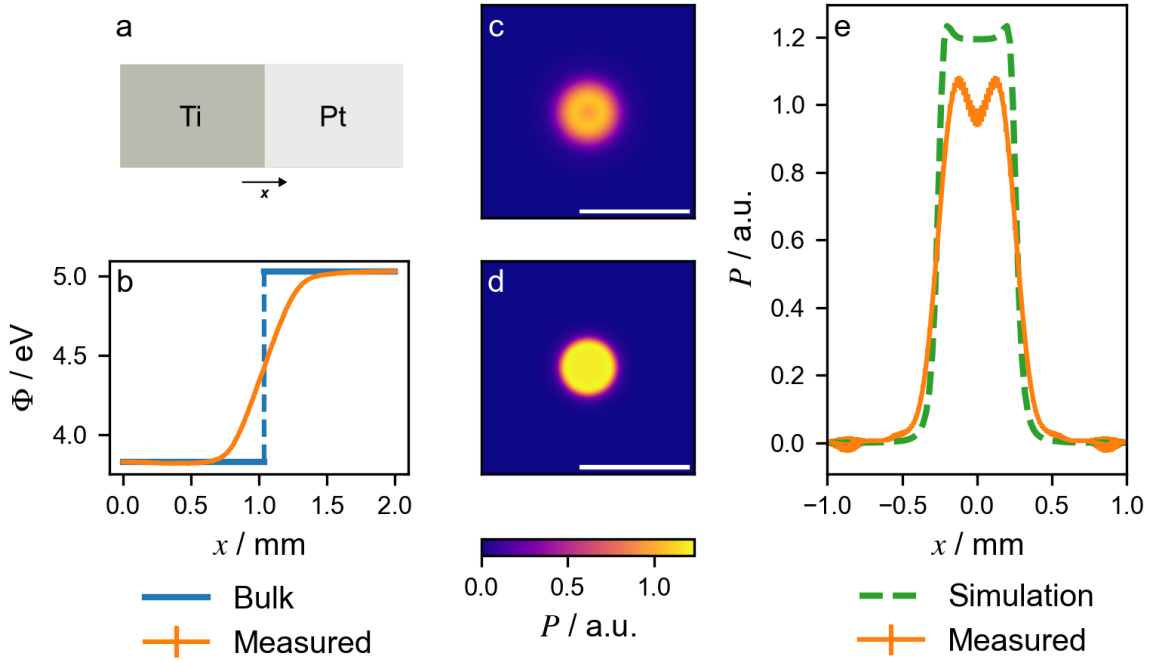 a
Ti
Pt
x
b
Φ / eV
5.0
4.5
4.0
0.0
0.5
1.0
1.5
2.0
x / mm
Bulk
Measured
c
d
0.0
0.5
1.0
P / a.u.
e
P / a.u.
1.2
1.0
0.8
0.6
0.4
0.2
0.0
−1.0
−0.5
0.0
0.5
1.0
x / mm
Simulation
Measured